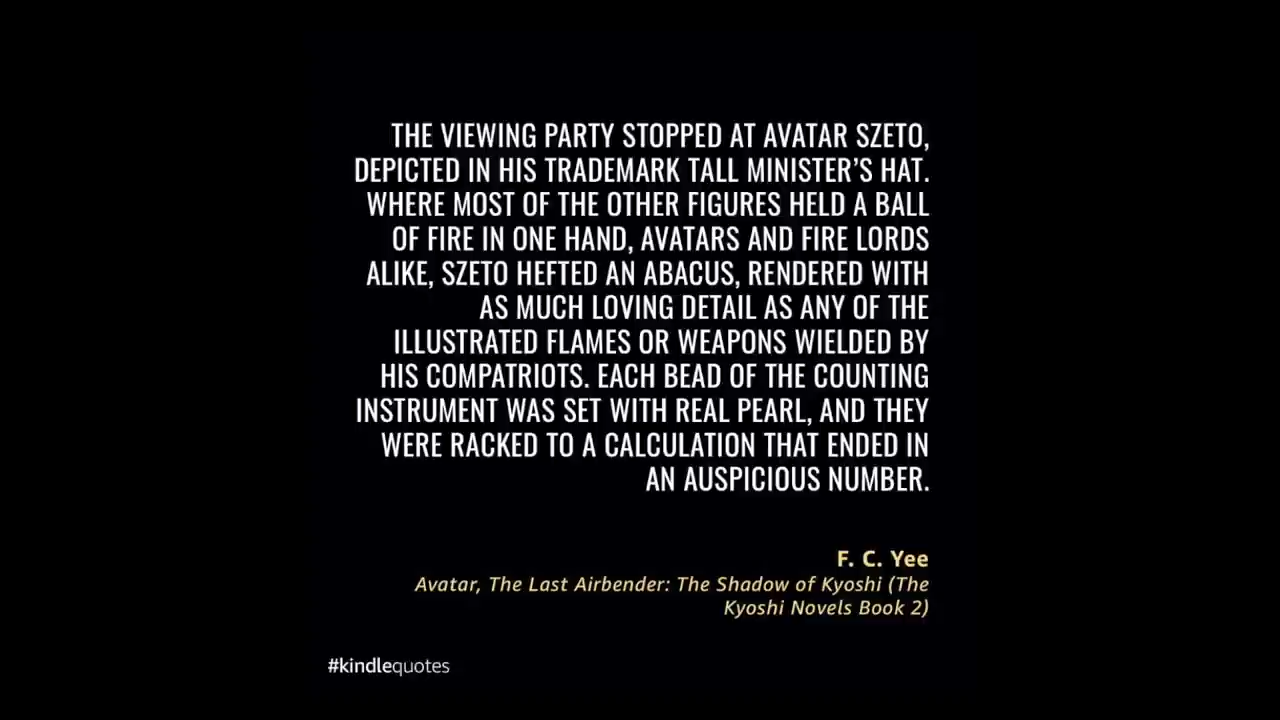 THE VIEWING PARTY STOPPED AT AVATAR SZETO,
DEPICTED IN HIS TRADEMARK TALL MINISTER'S HAT.
WHERE MOST OF THE OTHER FIGURES HELD A BALL
OF FIRE IN ONE HAND, AVATARS AND FIRE LORDS
ALIKE, SZETO HEFTED AN ABACUS, RENDERED WITH
AS MUCH LOVING DETAIL AS ANY OF THE
ILLUSTRATED FLAMES OR WEAPONS WIELDED BY
HIS COMPATRIOTS. EACH BEAD OF THE COUNTING
INSTRUMENT WAS SET WITH REAL PEARL, AND THEY
WERE RACKED TO A CALCULATION THAT ENDED IN
AN AUSPICIOUS NUMBER.
F. C. Yee
Avatar, The Last Airbender: The Shadow of Kyoshi (The
Kyoshi Novels Book 2)
#kindlequotes